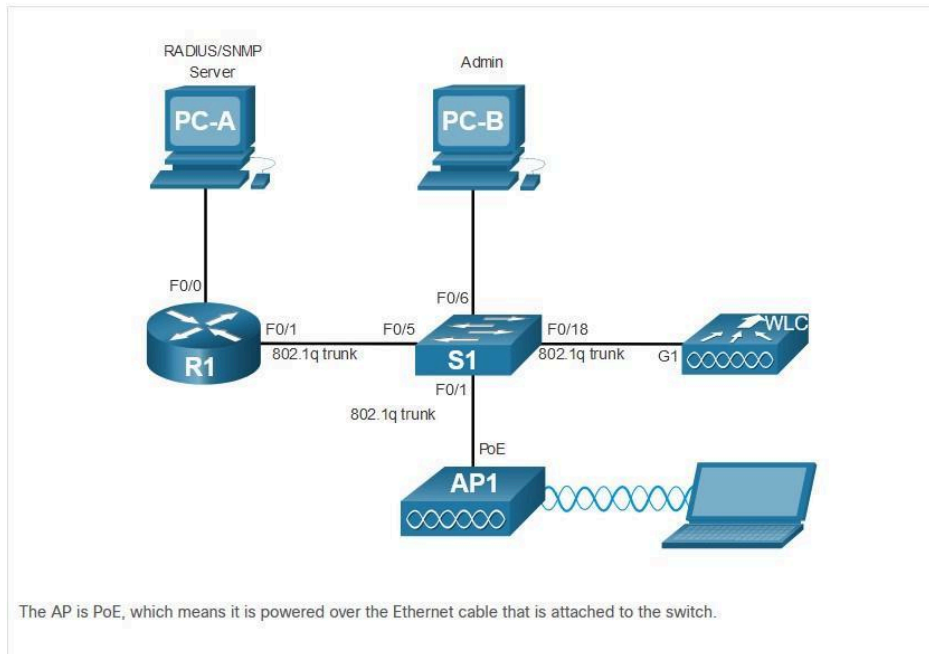 RADIUS/SNMP
Server
Admin
PC-A
PC-B
F0/0
F0/6
F0/1
F0/5
F0/18
WLC
802.1q trunk
802.1q trunk
G1
R1
S1
F0/1
802.1q trunk
PoE
AP1
The AP is PoE, which means it is powered over the Ethernet cable that is attached to the switch.